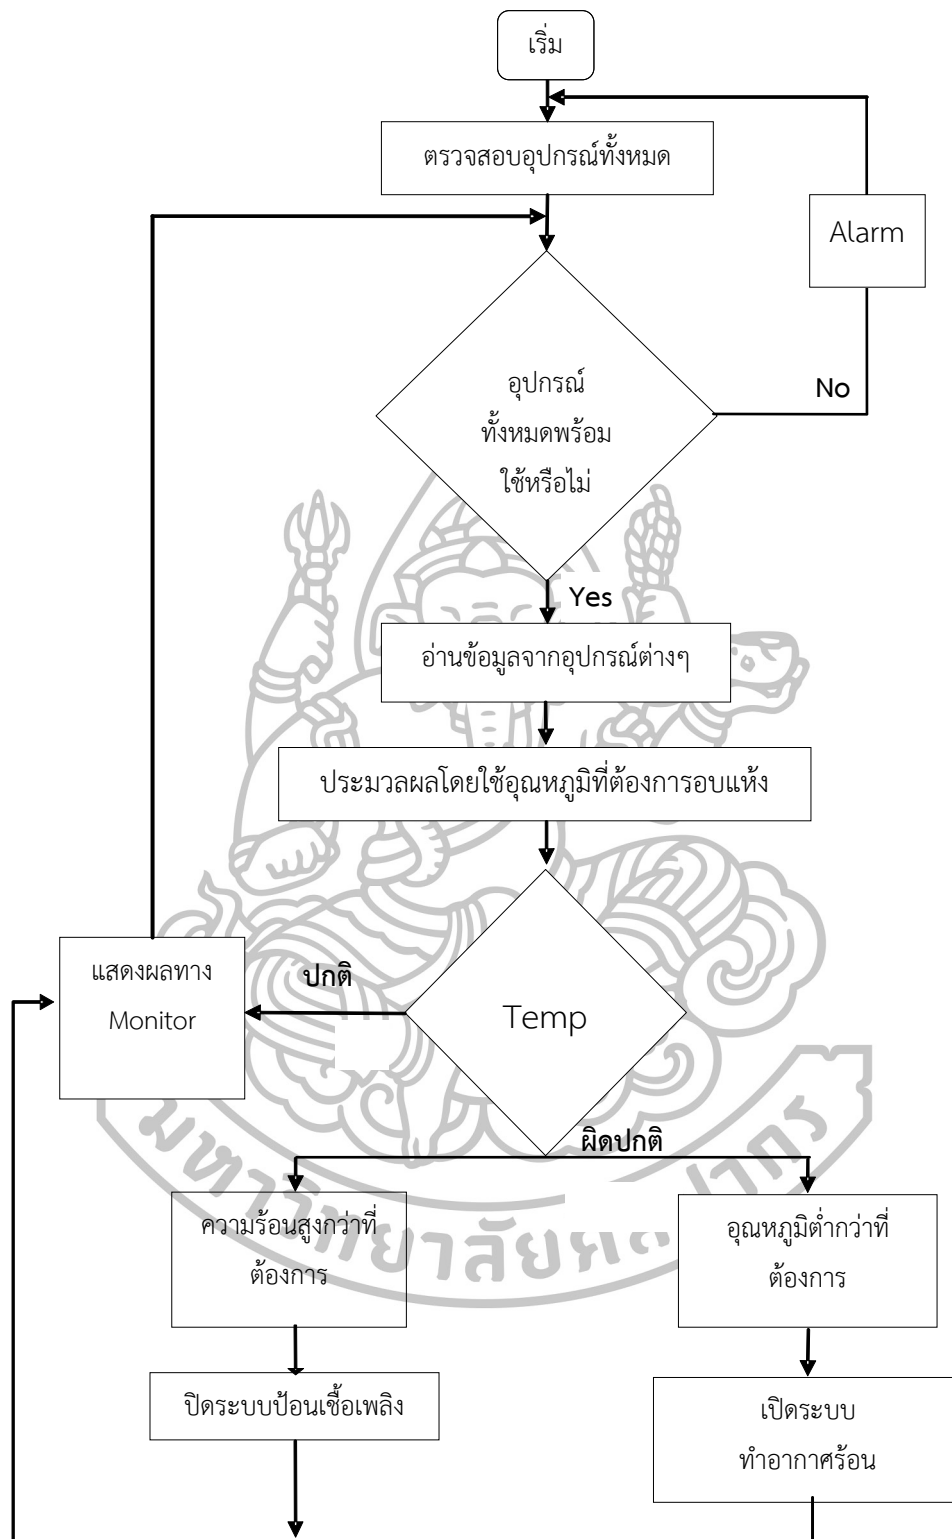 เริ่ม
ตรวจสอบอุปกรณ์ทั้งหมด
Alarm
อุปกรณ์
ทั้งหมดพร้อม
ใช้หรือไม่
No
Yes
อ่านข้อมูลจากอุปกรณ์ต่างๆ
ประมวลผลโดยใช้อุณหภูมิที่ต้องการอบแห้ง
แสดงผลทาง
Monitor
ปกติ
Temp
ผิดปกติ
ความร้อนสูงกว่าที่
ต้องการ
อุณหภูมิต่ำกว่าที่
ต้องการ
ปิดระบบป้อนเชื้อเพลิง
เปิดระบบ
ทำอากาศร้อน